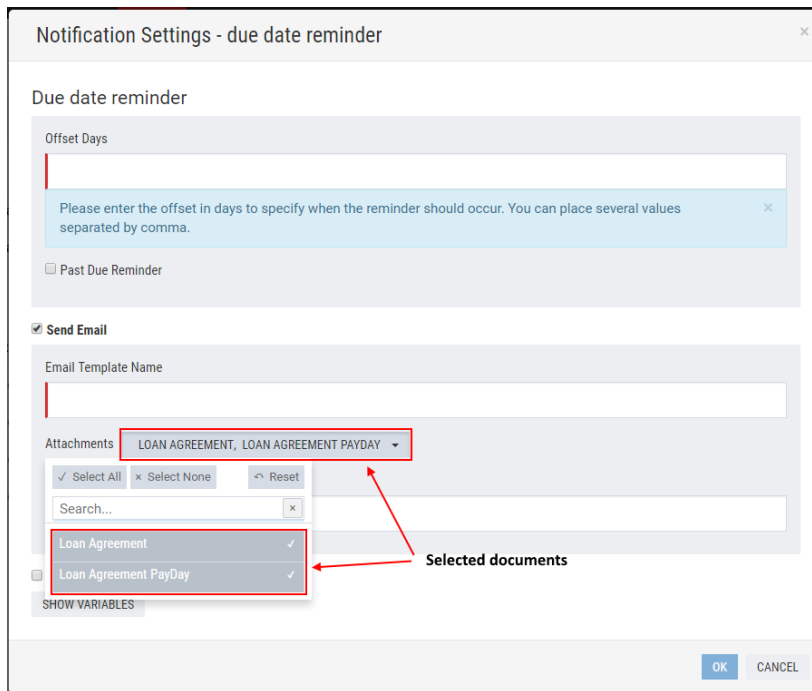 Notification Settings - due date reminder
×
Due date reminder
Offset Days
Please enter the offset in days to specify when the reminder should occur. You can place several values
separated by comma.
×
Past Due Reminder
Send Email
Email Template Name
Attachments LOAN AGREEMENT, LOAN AGREEMENT PAYDAY
✓ Select All × Select None Reset
Search... ×
Loan Agreement ✓
Loan Agreement PayDay ✓
Selected documents
SHOW VARIABLES
OK CANCEL